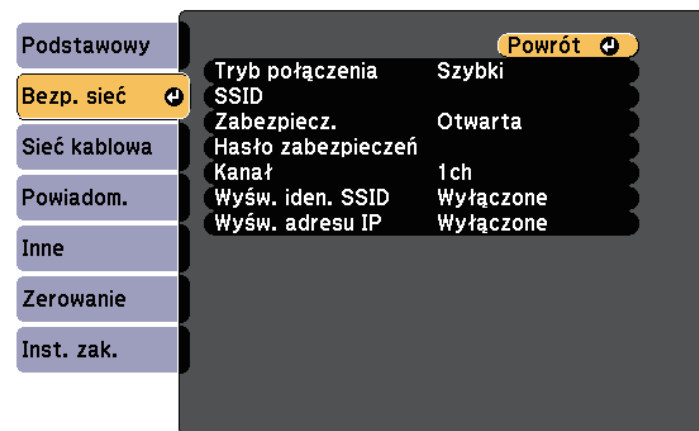 Podstawowy
Bezp. sieć
Sieć kablowa
Powiadom.
Inne
Zerowanie
Inst. zak.
Powrót
Tryb połączenia Szybki
SSID
Zabezpiecz. Otwarta
Hasło zabezpieczeń
Kanał 1ch
Wyśw. iden. SSID Wyłączone
Wyśw. adresu IP Wyłączone